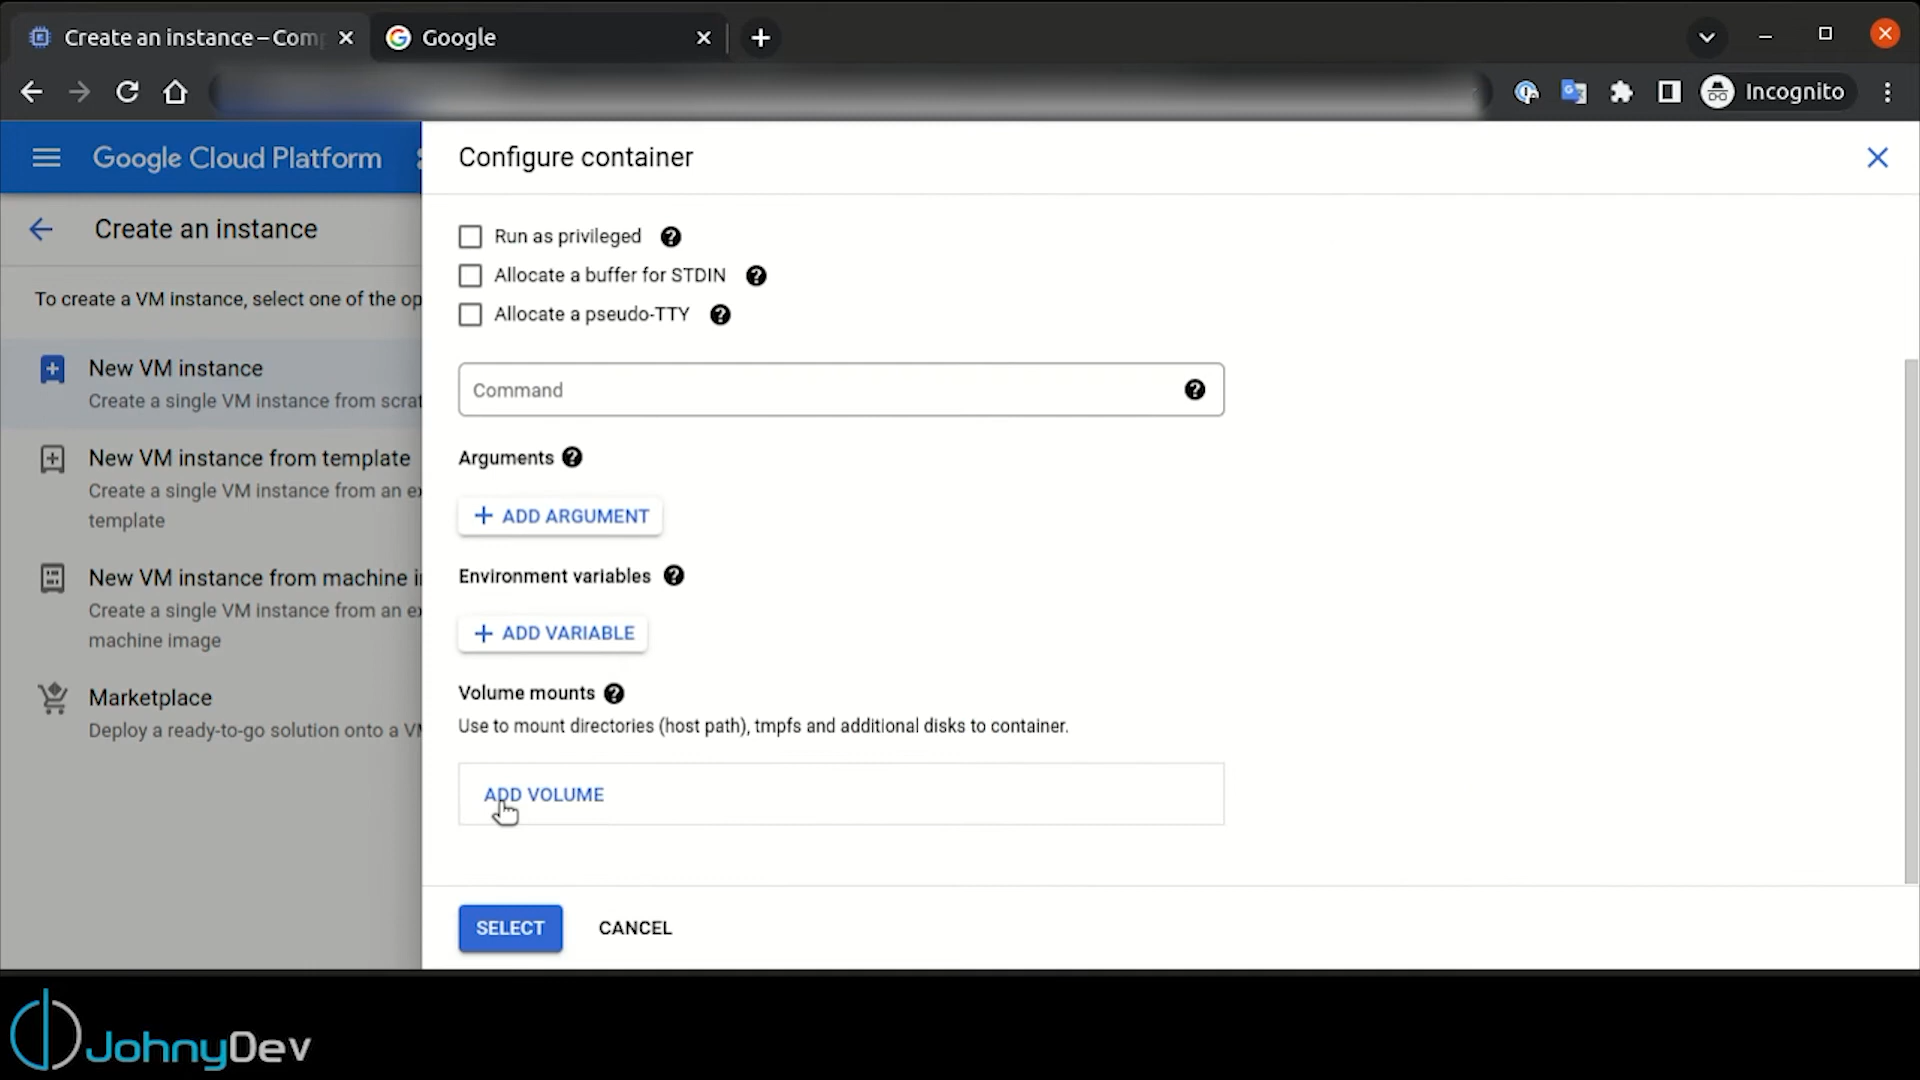 Create an instance – Com
Google
Incognito
Google Cloud Platform
Configure container
Create an instance
Run as privileged
Allocate a buffer for STDIN
Allocate a pseudo-TTY
To create a VM instance, select one of the op
New VM instance
Create a single VM instance from scrat
Command
New VM instance from template
Create a single VM instance from an ex
template
Arguments
+ ADD ARGUMENT
New VM instance from machine i
Create a single VM instance from an ex
machine image
Environment variables
+ ADD VARIABLE
Marketplace
Deploy a ready-to-go solution onto a VM
Volume mounts
Use to mount directories (host path), tmpfs and additional disks to container.
ADD VOLUME
SELECT
CANCEL
JohnyDev